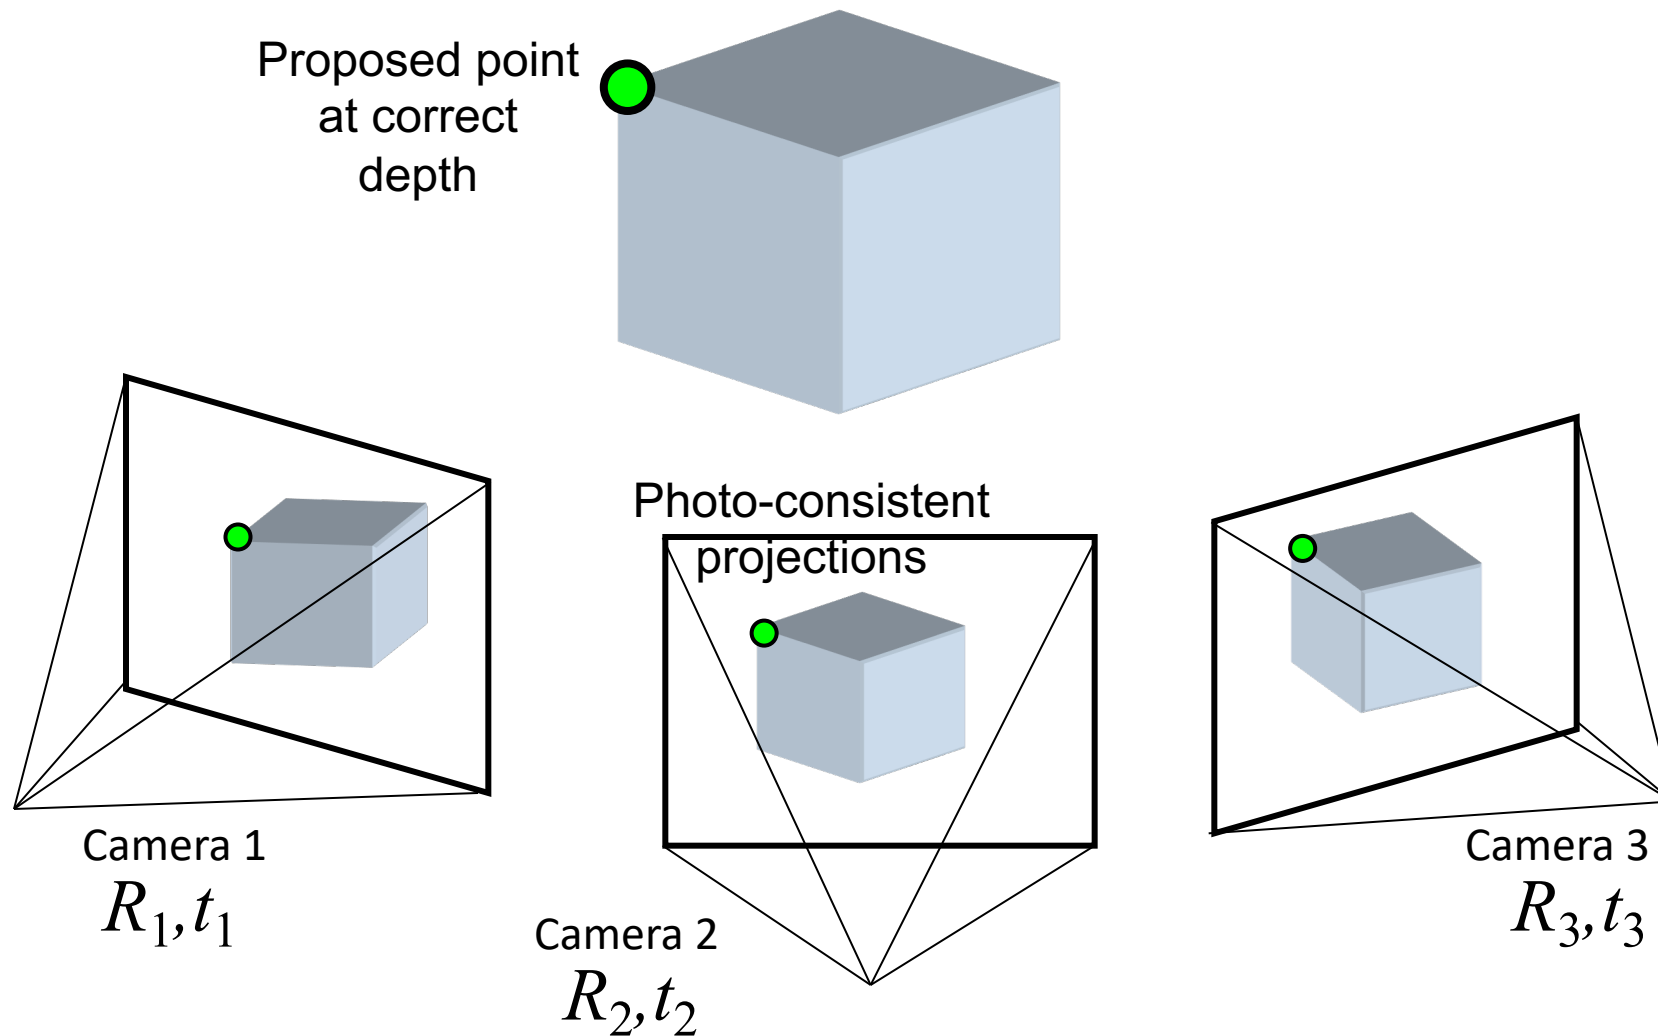 Proposed point
at correct
depth
Photo-consistent
projections
Camera 1
R₁,t₁
Camera 2
R₂,t₂
Camera 3
R₃,t₃